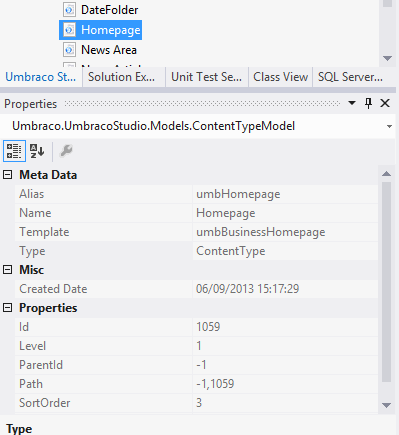 DateFolder
Homepage
News Area
Umbraco St... Solution Ex... Unit Test Se... Class View SQL Server...
Properties
Umbraco.UmbracoStudio.Models.ContentTypeModel
Meta Data
Alias umbHomepage
Name Homepage
Template umbBusinessHomepage
Type ContentType
Misc
Created Date 06/09/2013 15:17:29
Properties
Id 1059
Level 1
ParentId -1
Path -1,1059
SortOrder 3
Type